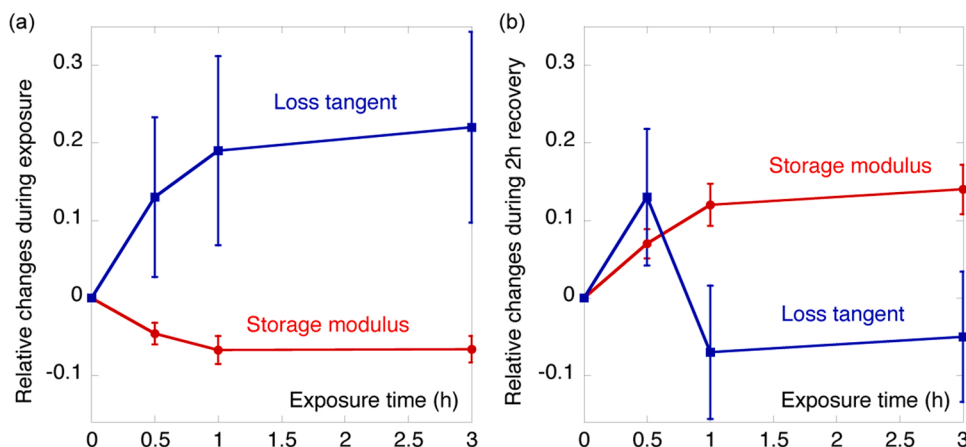 (a)
Relative changes during exposure
0.3
0.2
0.1
0
-0.1
Loss tangent
Storage modulus
Exposure time (h)
0 0.5 1 1.5 2 2.5 3
(b)
Relative changes during 2h recovery
0.3
0.2
0.1
0
-0.1
Storage modulus
Loss tangent
Exposure time (h)
0 0.5 1 1.5 2 2.5 3